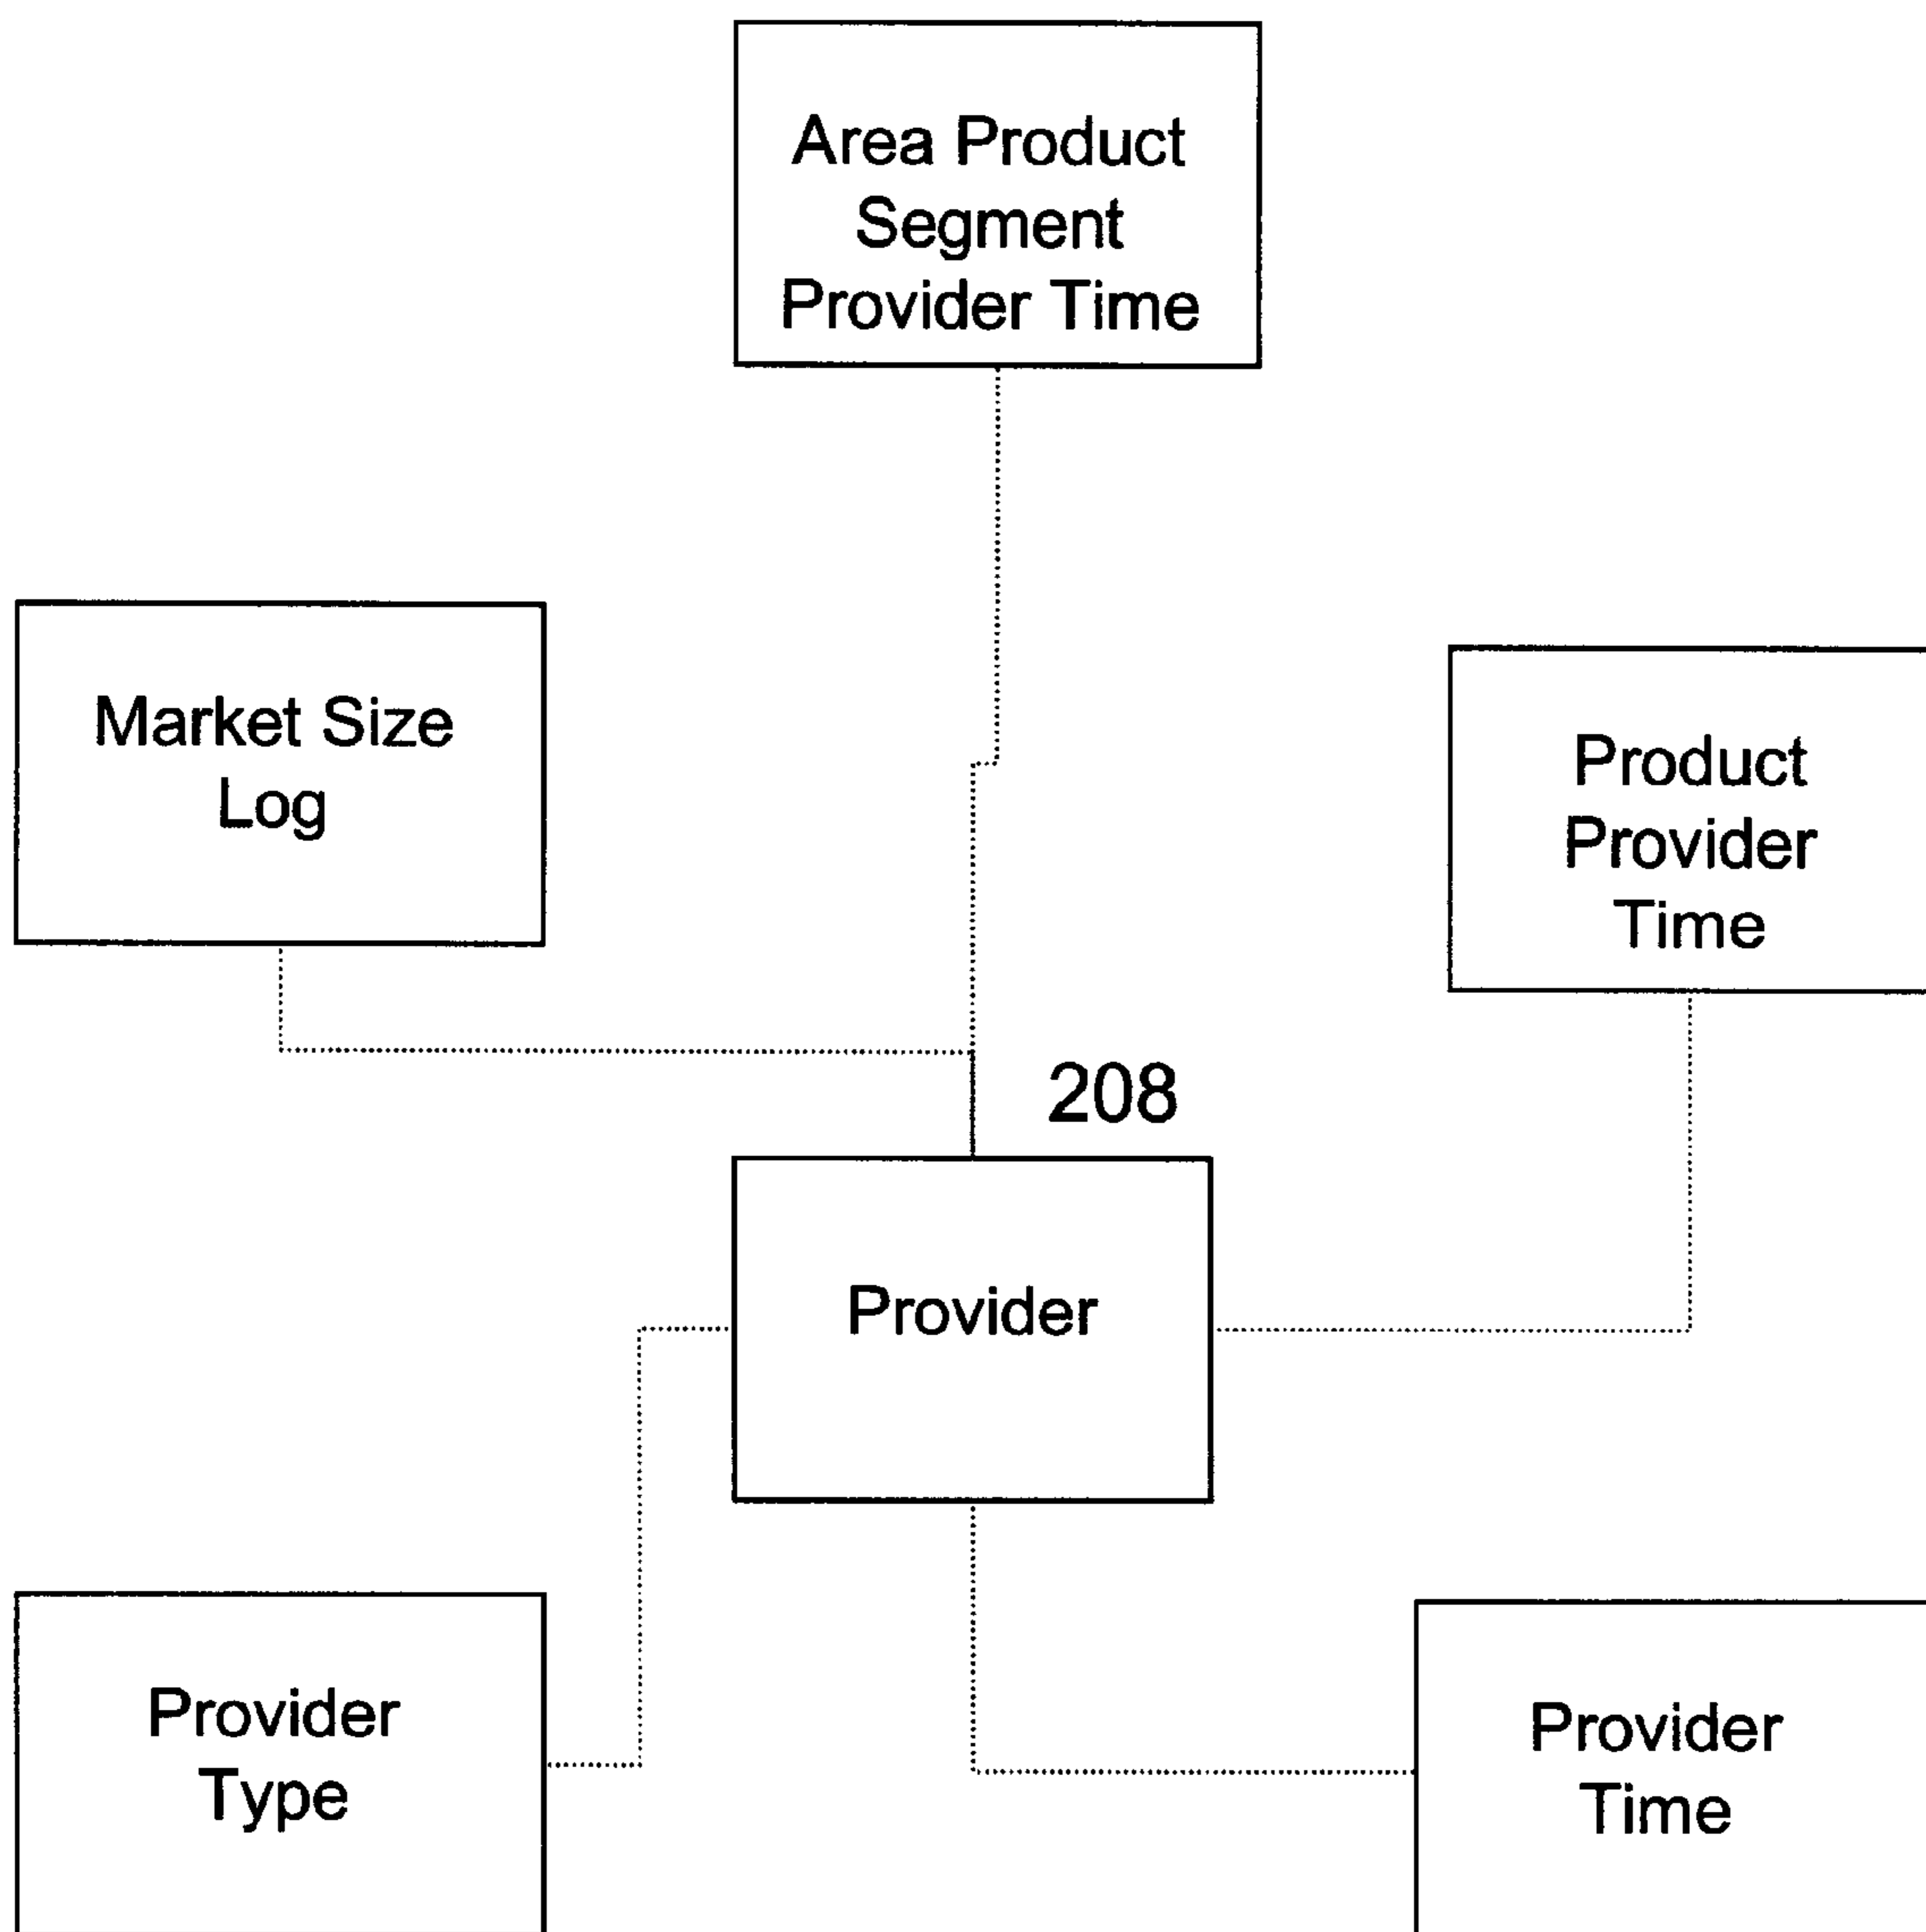 Area Product
Segment
Provider Time
Market Size
Log
Product
Provider
Time
208
Provider
Provider
Type
Provider
Time